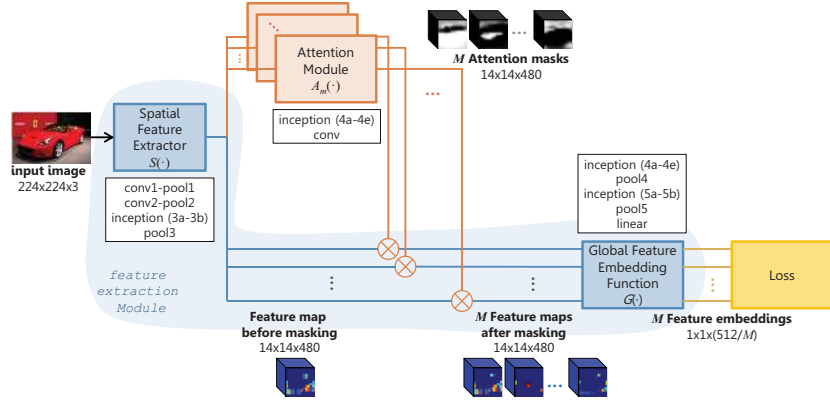 Attention
Module
Am(·)
M Attention masks
14x14x480
inception (4a-4e)
conv
Spatial
Feature
Extractor
S(·)
input image
224x224x3
conv1-pool1
conv2-pool2
inception (3a-3b)
pool3
inception (4a-4e)
pool4
inception (5a-5b)
pool5
linear
Global Feature
Embedding
Function
G(·)
Loss
feature
extraction
Module
Feature map
before masking
14x14x480
M Feature maps
after masking
14x14x480
M Feature embeddings
1x1x(512/M)